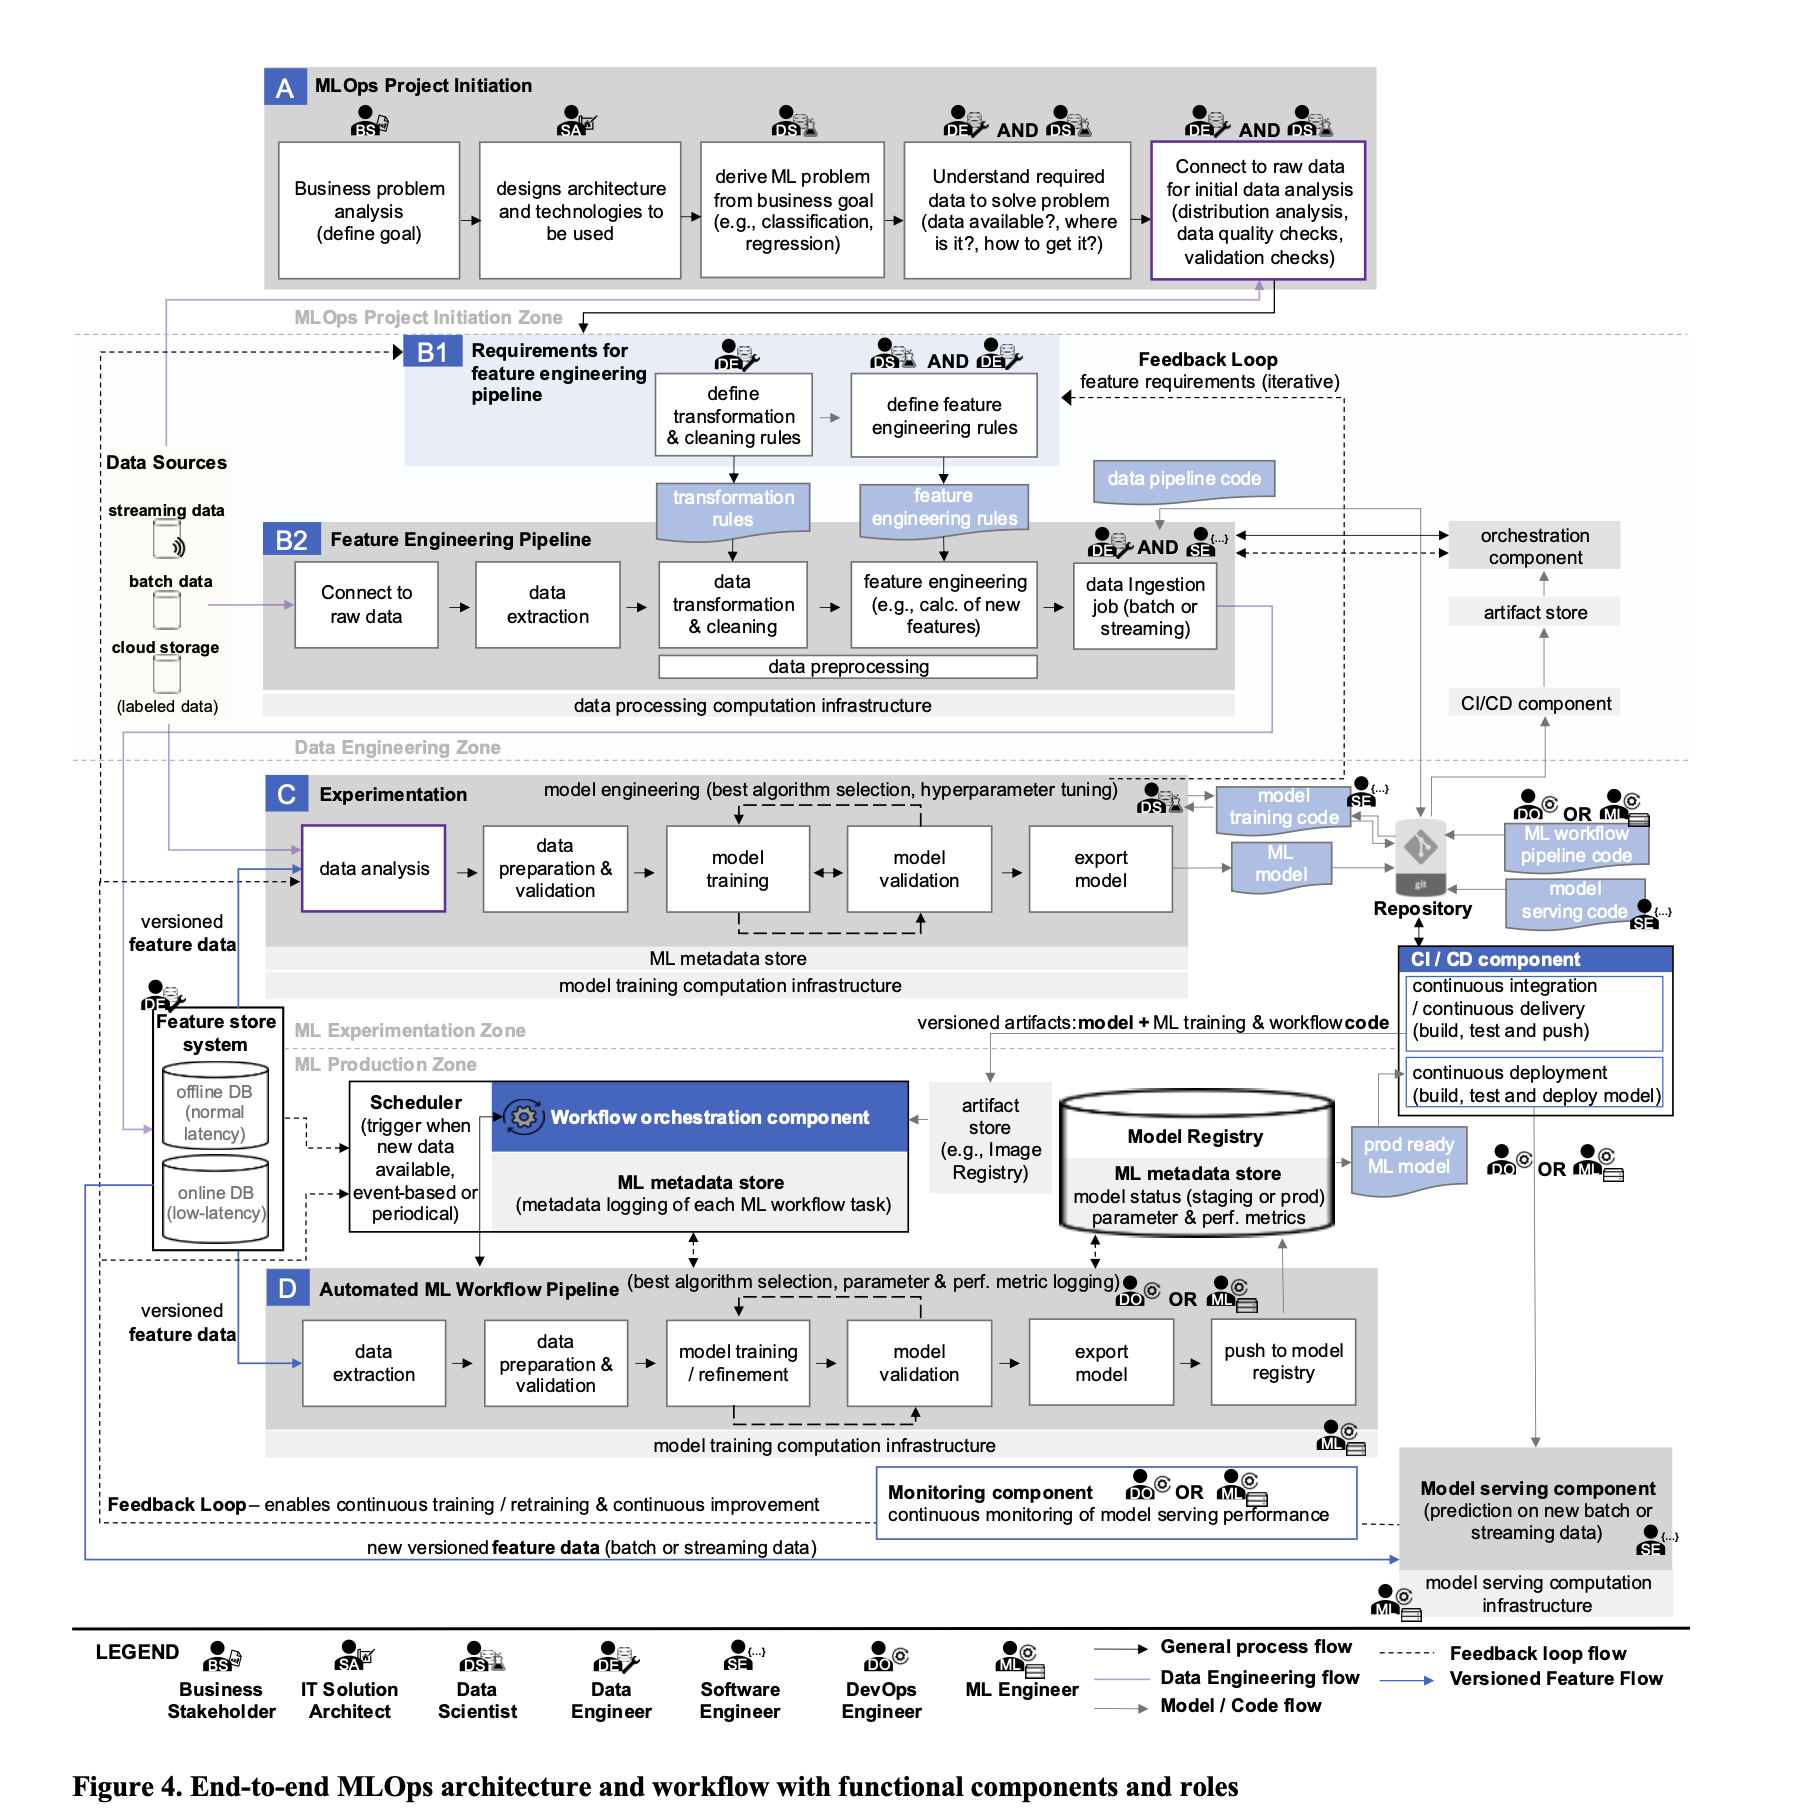 A MLOps Project Initiation
BS
SA
DS
DE AND DS
DE AND DS
Business problem
analysis
(define goal)
designs architecture
and technologies to
be used
derive ML problem
from business goal
(e.g., classification,
regression)
Understand required
data to solve problem
(data available?, where
is it?, how to get it?)
Connect to raw data
for initial data analysis
(distribution analysis,
data quality checks,
validation checks)
MLOps Project Initiation Zone
B1 Requirements for
feature engineering
pipeline
DE
DS AND DE
define
transformation
& cleaning rules
define feature
engineering rules
Feedback Loop
feature requirements (iterative)
Data Sources
streaming data
batch data
cloud storage
(labeled data)
transformation
rules
feature
engineering rules
data pipeline code
B2 Feature Engineering Pipeline
DE AND SE {...}
Connect to
raw data
data
extraction
data
transformation
& cleaning
feature engineering
(e.g., calc. of new
features)
data Ingestion
job (batch or
streaming)
data preprocessing
data processing computation infrastructure
orchestration
component
artifact store
CI/CD component
Data Engineering Zone
C Experimentation
model engineering (best algorithm selection, hyperparameter tuning)
DS
data analysis
data
preparation &
validation
model
training
model
validation
export
model
ML metadata store
model training computation infrastructure
model
training code
SE {...}
ML
model
git
Repository
DO OR ML
ML workflow
pipeline code
model
serving code
SE {...}
versioned
feature data
DE
Feature store
system
offline DB
(normal
latency)
online DB
(low-latency)
ML Experimentation Zone
ML Production Zone
versioned artifacts: model + ML training & workflow code
CI / CD component
continuous integration
/ continuous delivery
(build, test and push)
continuous deployment
(build, test and deploy model)
Scheduler
(trigger when
new data
available,
event-based or
periodical)
Workflow orchestration component
ML metadata store
(metadata logging of each ML workflow task)
artifact
store
(e.g., Image
Registry)
Model Registry
ML metadata store
model status (staging or prod)
parameter & perf. metrics
prod ready
ML model
DO OR ML
versioned
feature data
D Automated ML Workflow Pipeline
(best algorithm selection, parameter & perf. metric logging)
DO OR ML
data
extraction
data
preparation &
validation
model training
/ refinement
model
validation
export
model
push to model
registry
model training computation infrastructure
ML
Monitoring component
DO OR ML
continuous monitoring of model serving performance
Feedback Loop – enables continuous training / retraining & continuous improvement
new versioned feature data (batch or streaming data)
Model serving component
(prediction on new batch or
streaming data)
SE {...}
model serving computation
infrastructure
ML
LEGEND
BS
Business
Stakeholder
SA
IT Solution
Architect
DS
Data
Scientist
DE
Data
Engineer
SE {...}
Software
Engineer
DO
DevOps
Engineer
ML
ML Engineer
General process flow
Data Engineering flow
Model / Code flow
Feedback loop flow
Versioned Feature Flow
Figure 4. End-to-end MLOps architecture and workflow with functional components and roles